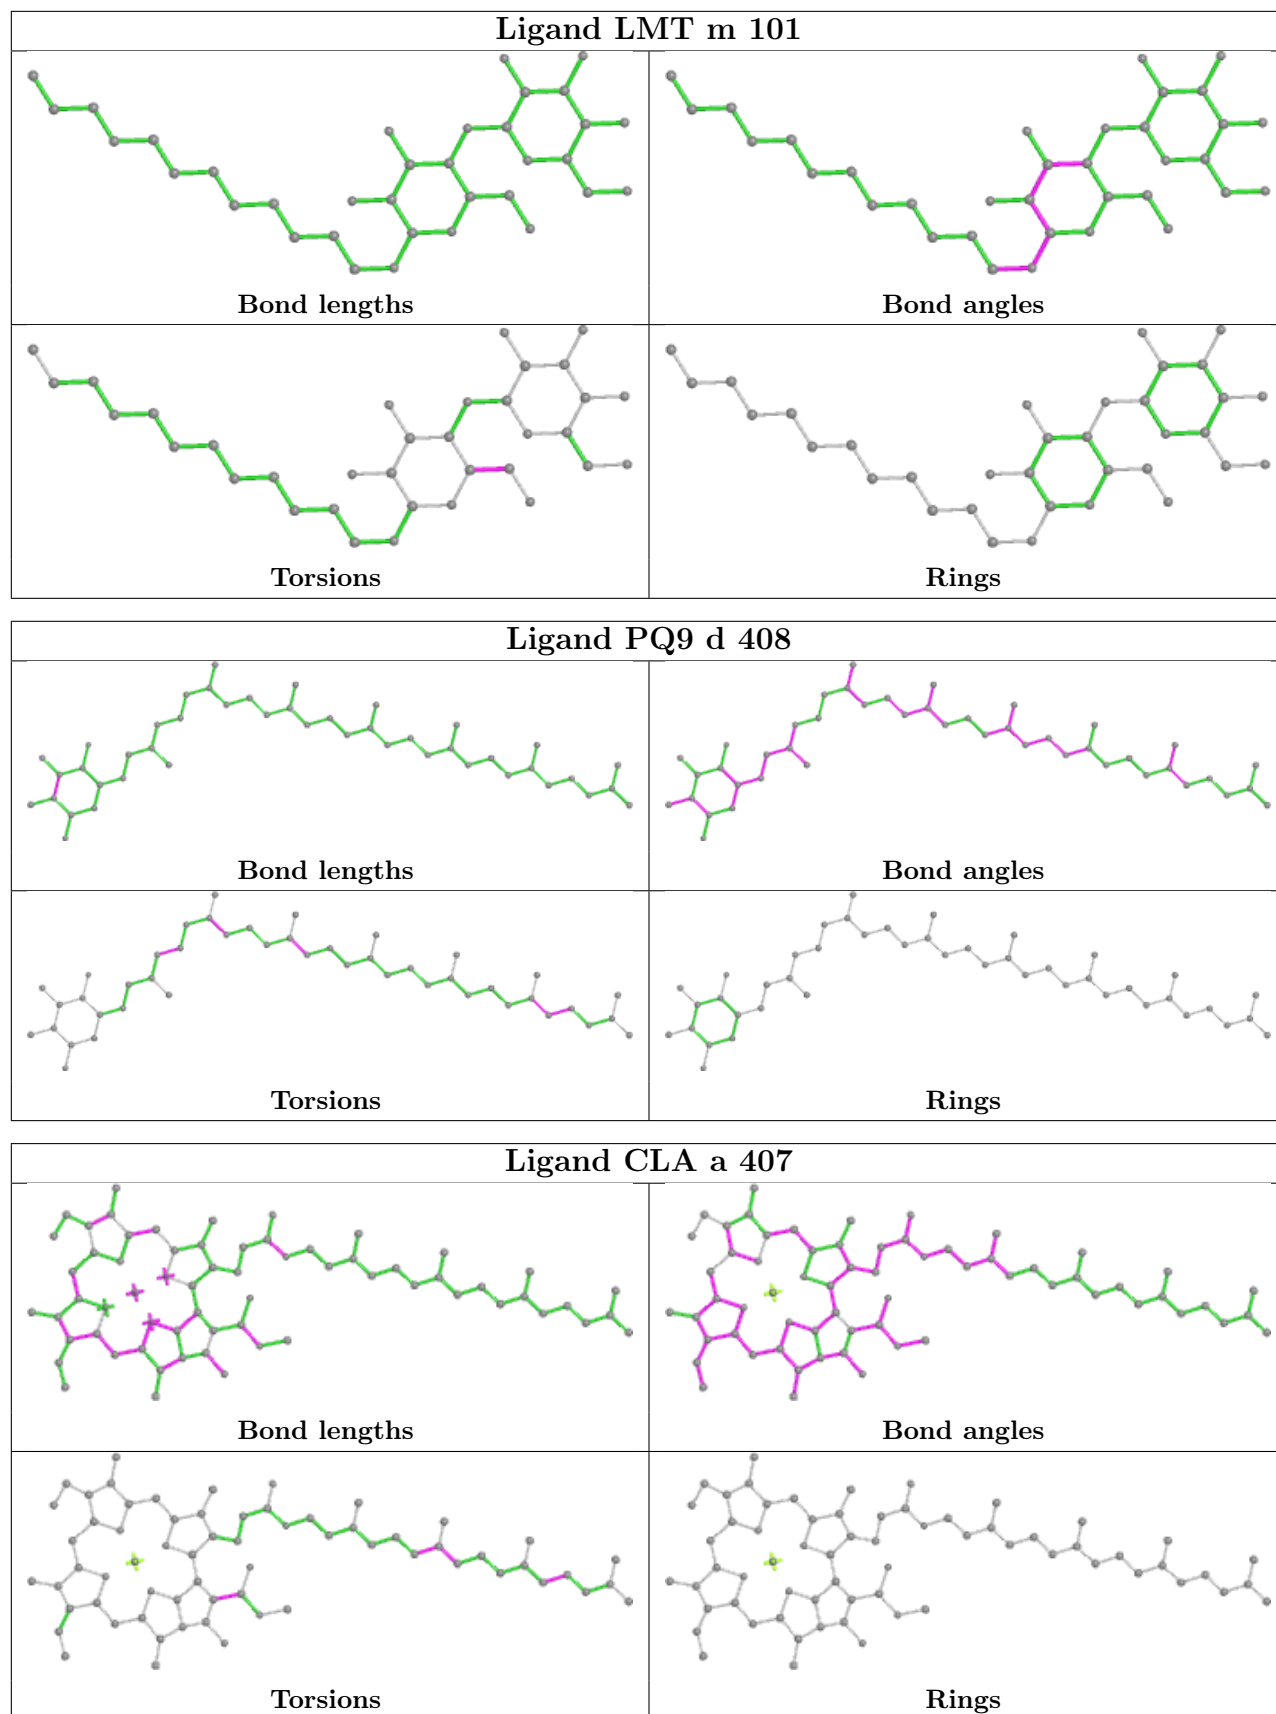 Ligand LMT m 101
Bond lengths
Bond angles
Torsions
Rings
Ligand PQ9 d 408
Bond lengths
Bond angles
Torsions
Rings
Ligand CLA a 407
Bond lengths
Bond angles
Torsions
Rings